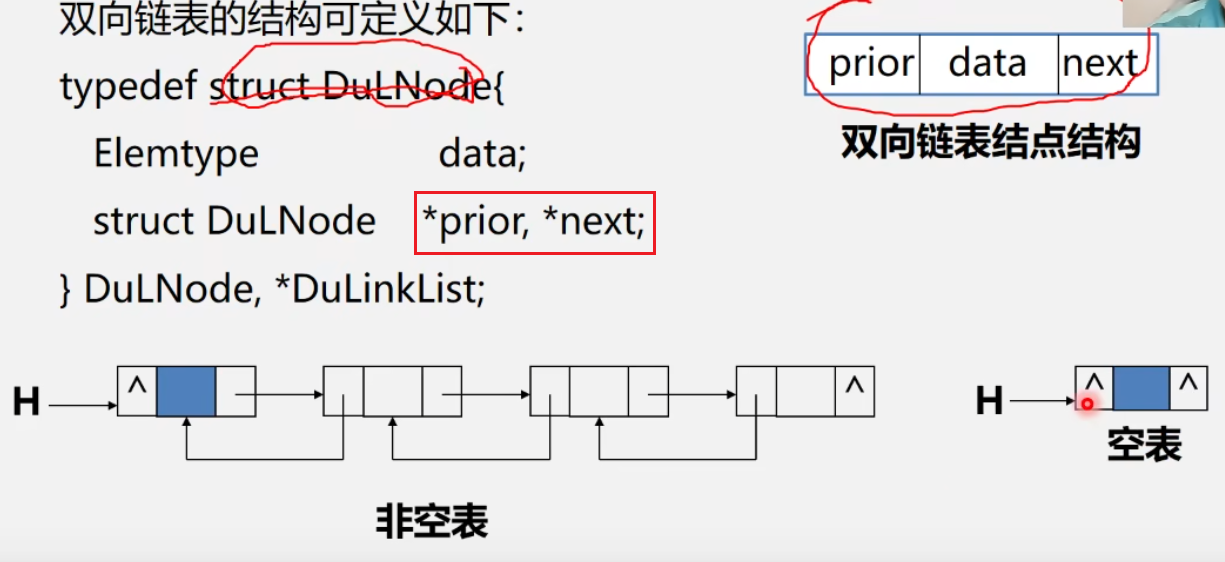 双向链表的结构可定义如下：
typedef struct DuLNode{
Elemtype data;
struct DuLNode *prior, *next;
} DuLNode, *DuLinkList;
prior data next
双向链表结点结构
H ^ ^
非空表
H ^ ^
空表